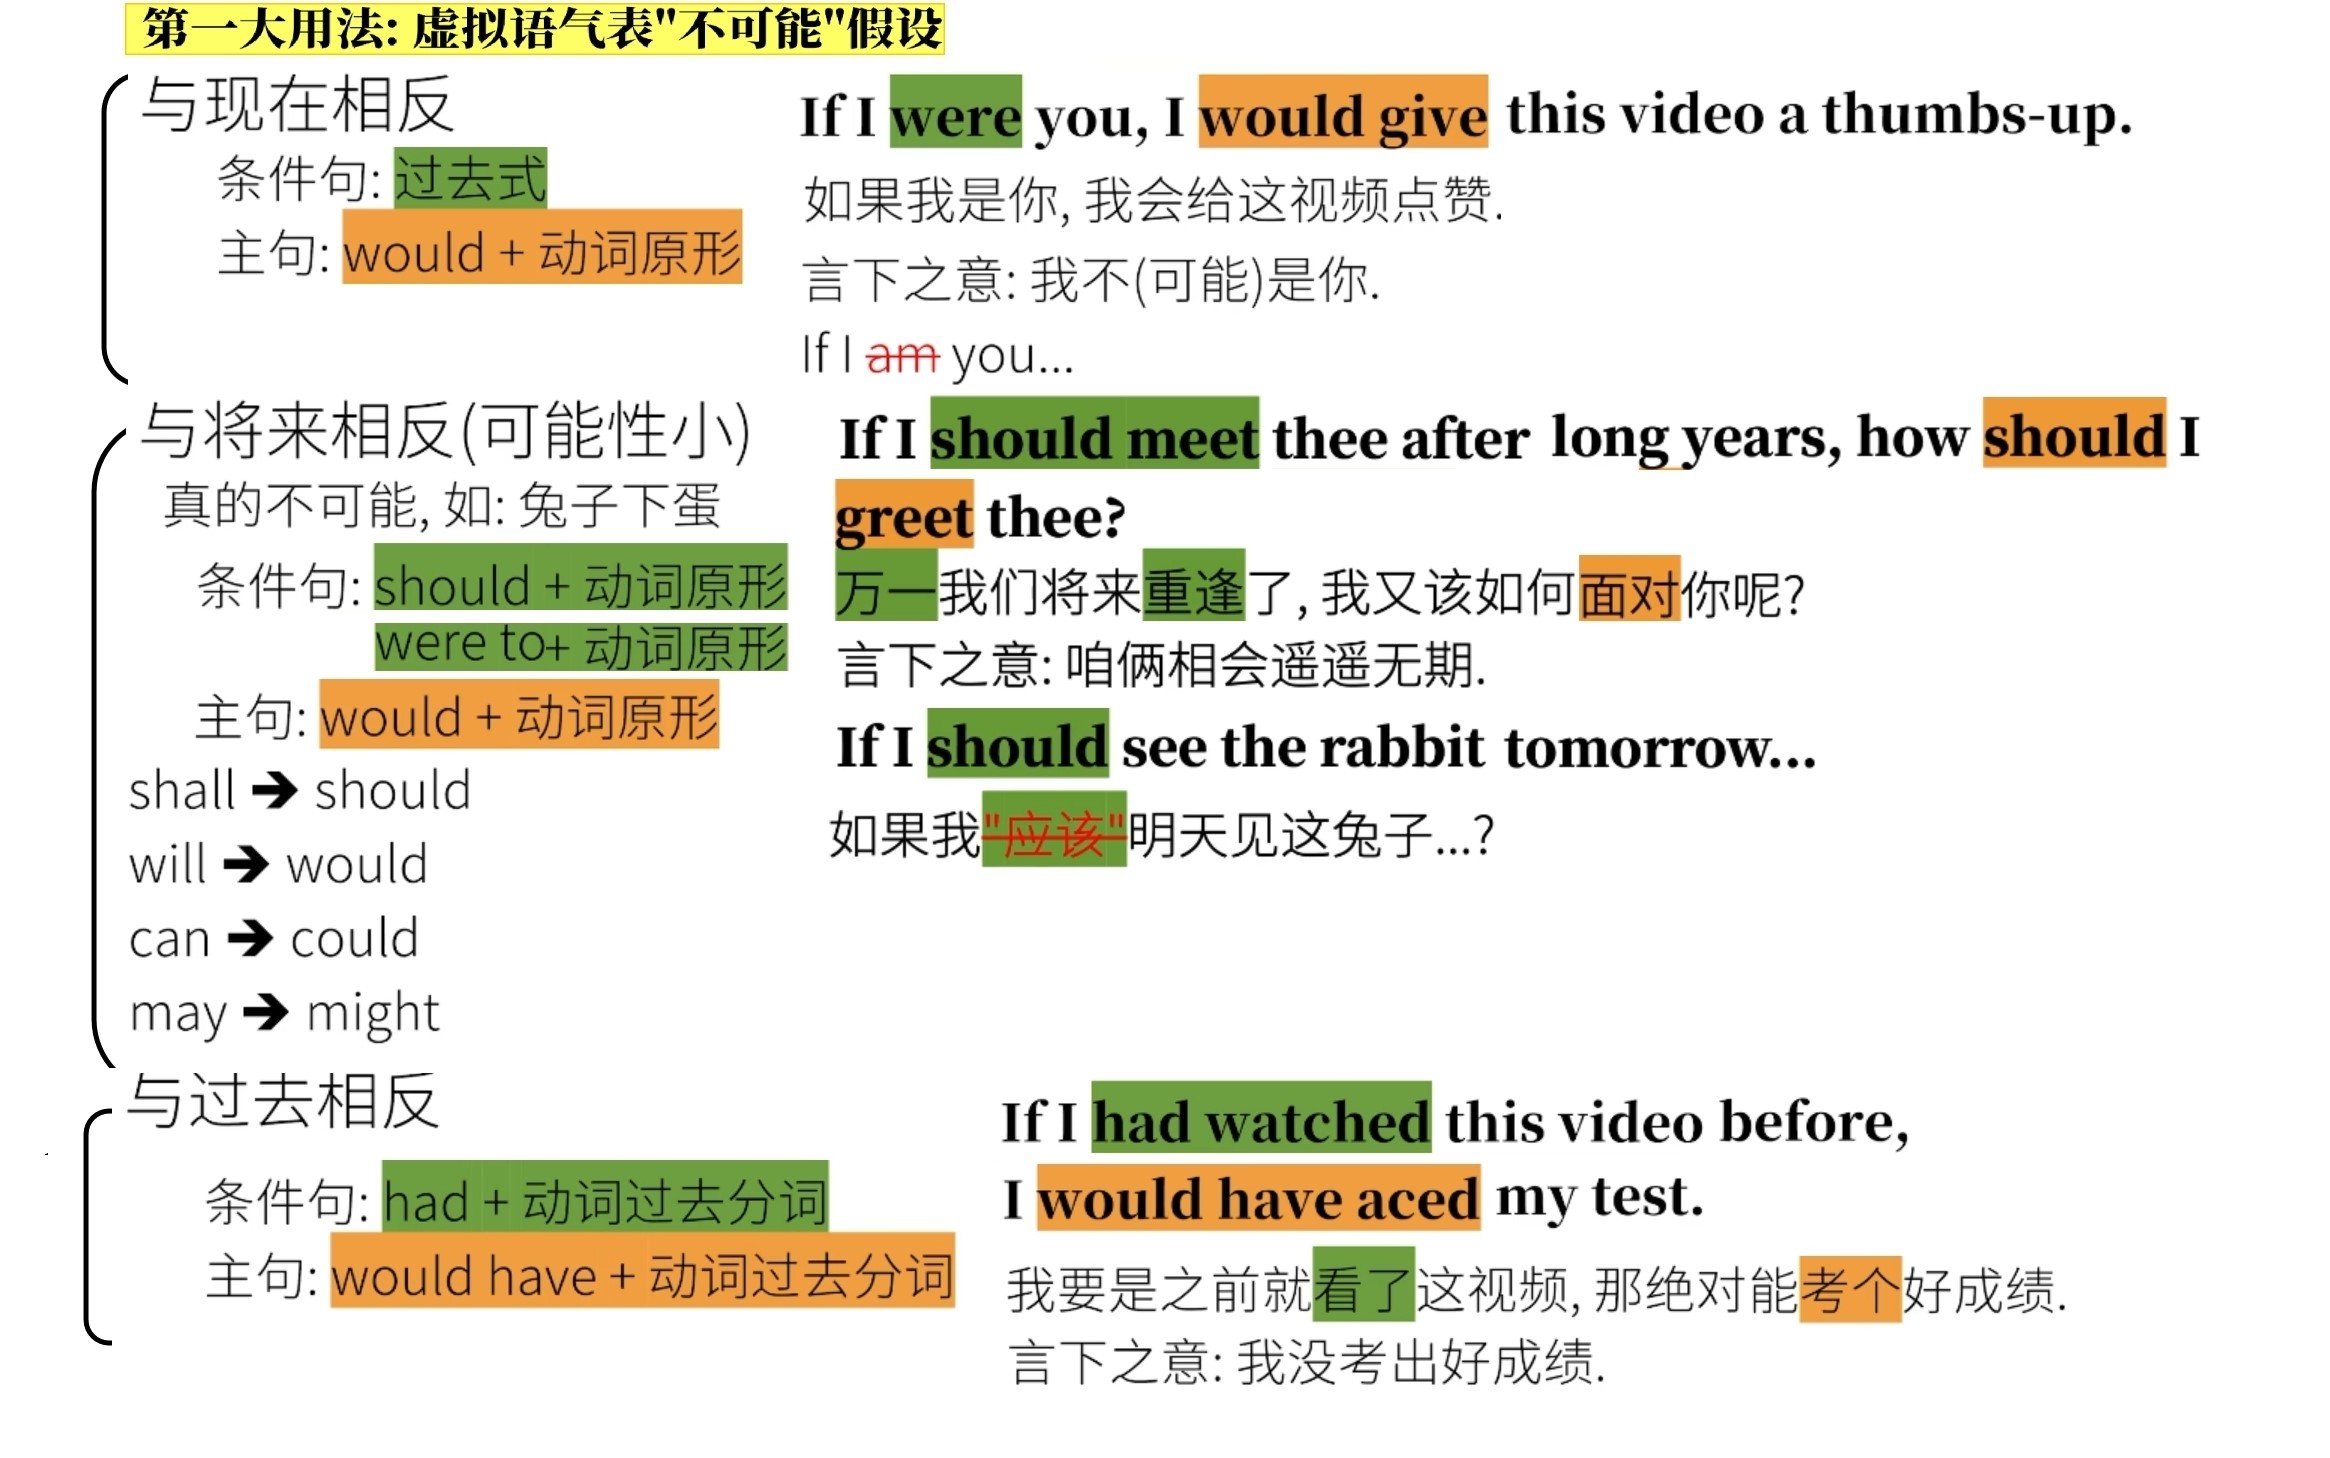 第一大用法: 虚拟语气表"不可能"假设
与现在相反
条件句: 过去式
主句: would + 动词原形
If I were you, I would give this video a thumbs-up.
如果我是你, 我会给这视频点赞.
言下之意: 我不(可能)是你.
If I am you...
与将来相反(可能性小)
真的不可能, 如: 兔子下蛋
条件句: should + 动词原形
were to+ 动词原形
主句: would + 动词原形
shall → should
will → would
can → could
may → might
If I should meet thee after long years, how should I
greet thee?
万一我们将来重逢了, 我又该如何面对你呢?
言下之意: 咱俩相会遥遥无期.
If I should see the rabbit tomorrow...
如果我"应该"明天见这兔子...?
与过去相反
条件句: had + 动词过去分词
主句: would have + 动词过去分词
If I had watched this video before,
I would have aced my test.
我要是之前就看了这视频, 那绝对能考个好成绩.
言下之意: 我没考出好成绩.